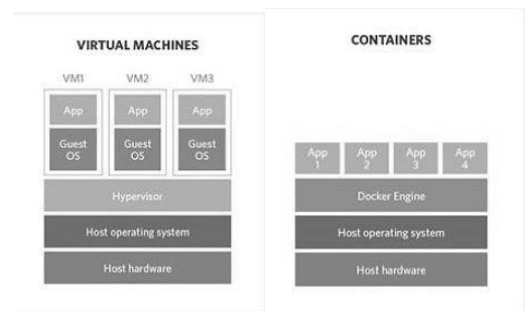 VIRTUAL MACHINES
VM1 VM2 VM3
App App App
Guest OS Guest OS Guest OS
Hypervisor
Host operating system
Host hardware
CONTAINERS
App 1 App 2 App 3 App 4
Docker Engine
Host operating system
Host hardware